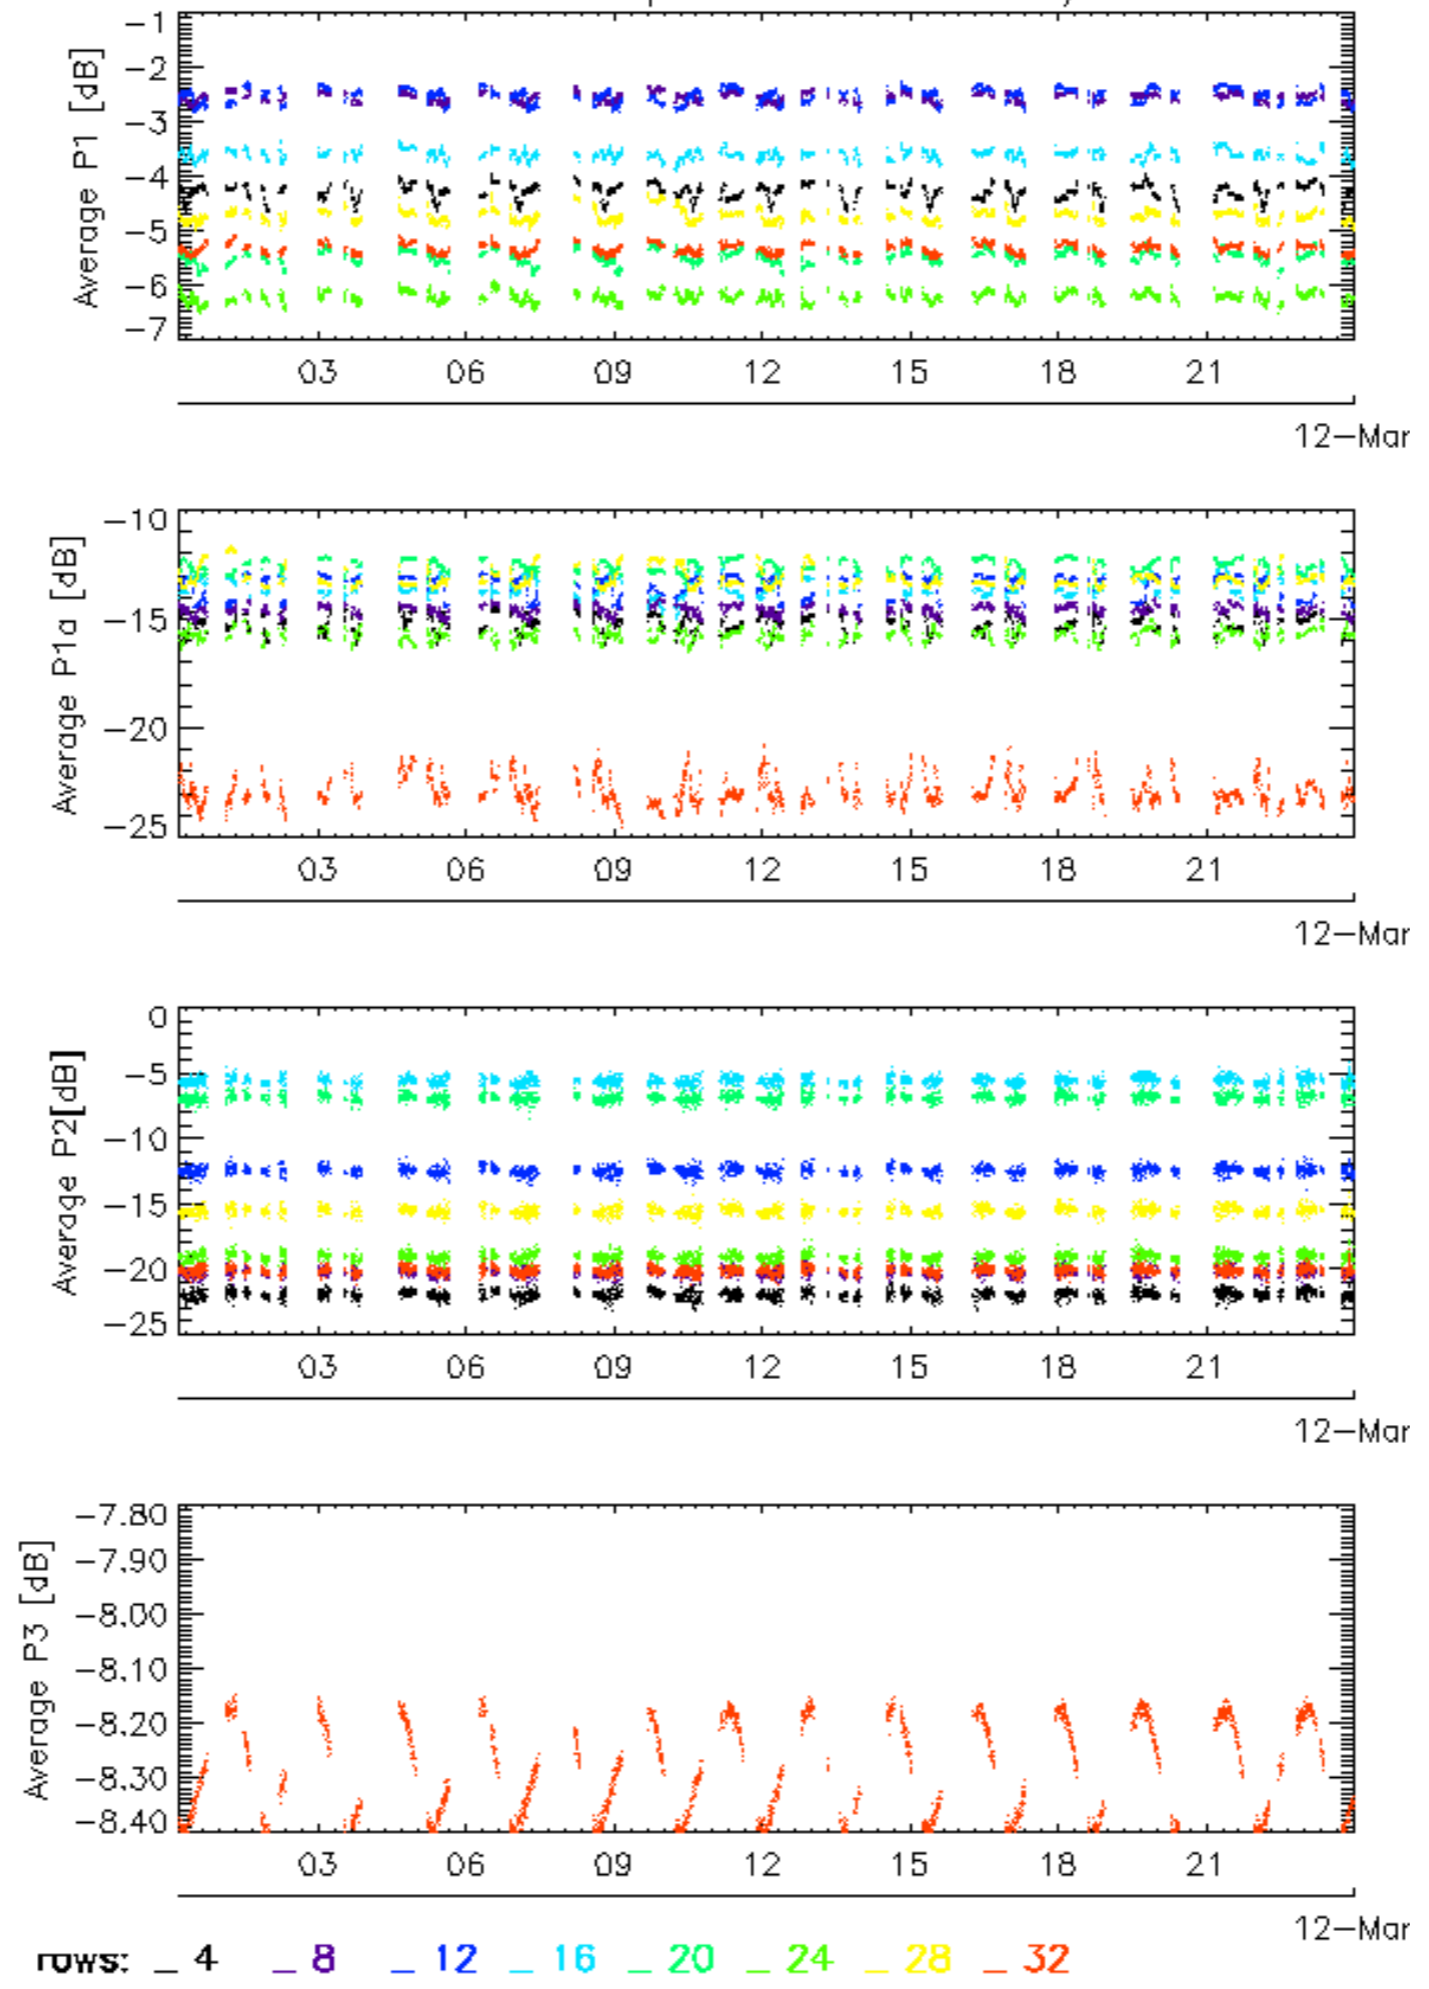 −1
−2
−3
−4
−5
−6
−7
Average P1 [dB]
03 06 09 12 15 18 21
12−Mar
−10
−15
−20
−25
Average P1a [dB]
03 06 09 12 15 18 21
12−Mar
0
−5
−10
−15
−20
−25
Average P2[dB]
03 06 09 12 15 18 21
12−Mar
−7.80
−7.90
−8.00
−8.10
−8.20
−8.30
−8.40
Average P3 [dB]
03 06 09 12 15 18 21
12−Mar
rows: _ 4 _ 8 _ 12 _ 16 _ 20 _ 24 _ 28 _ 32